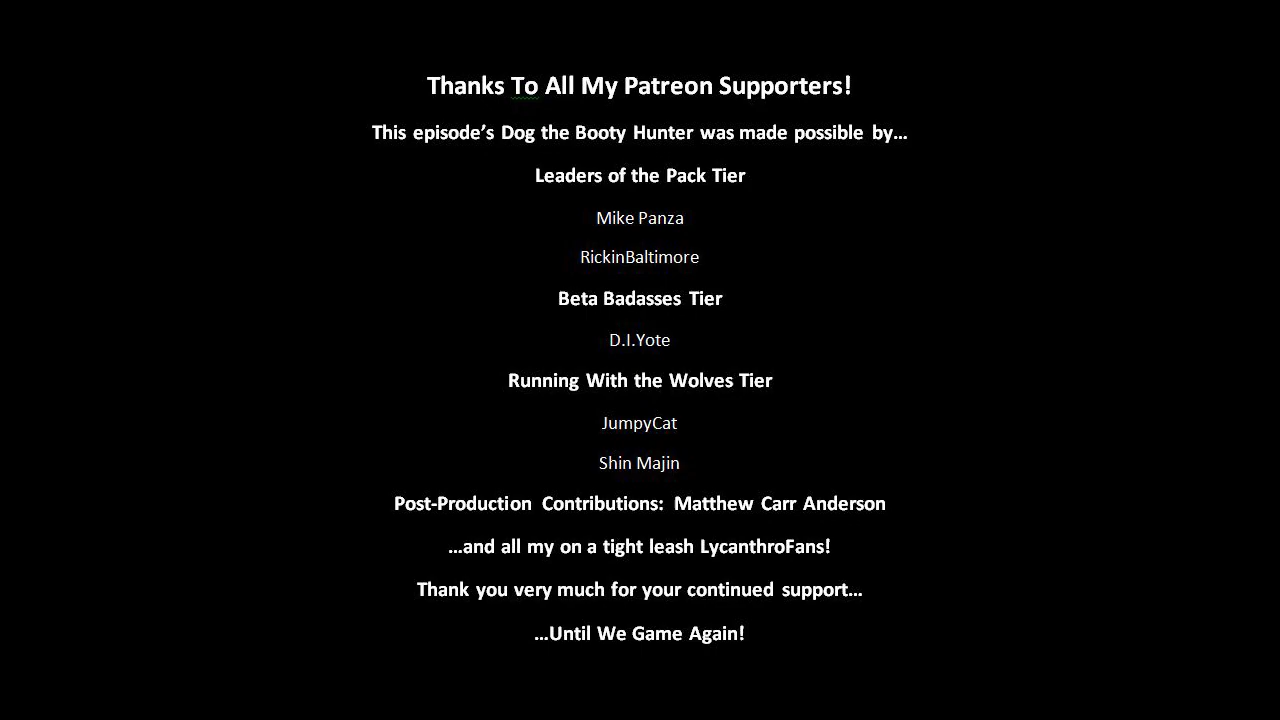 Thanks To All My Patreon Supporters!
This episode’s Dog the Booty Hunter was made possible by…
Leaders of the Pack Tier
Mike Panza
RickinBaltimore
Beta Badasses Tier
D.I.Yote
Running With the Wolves Tier
JumpyCat
Shin Majin
Post-Production Contributions: Matthew Carr Anderson
…and all my on a tight leash LycanthroFans!
Thank you very much for your continued support…
…Until We Game Again!